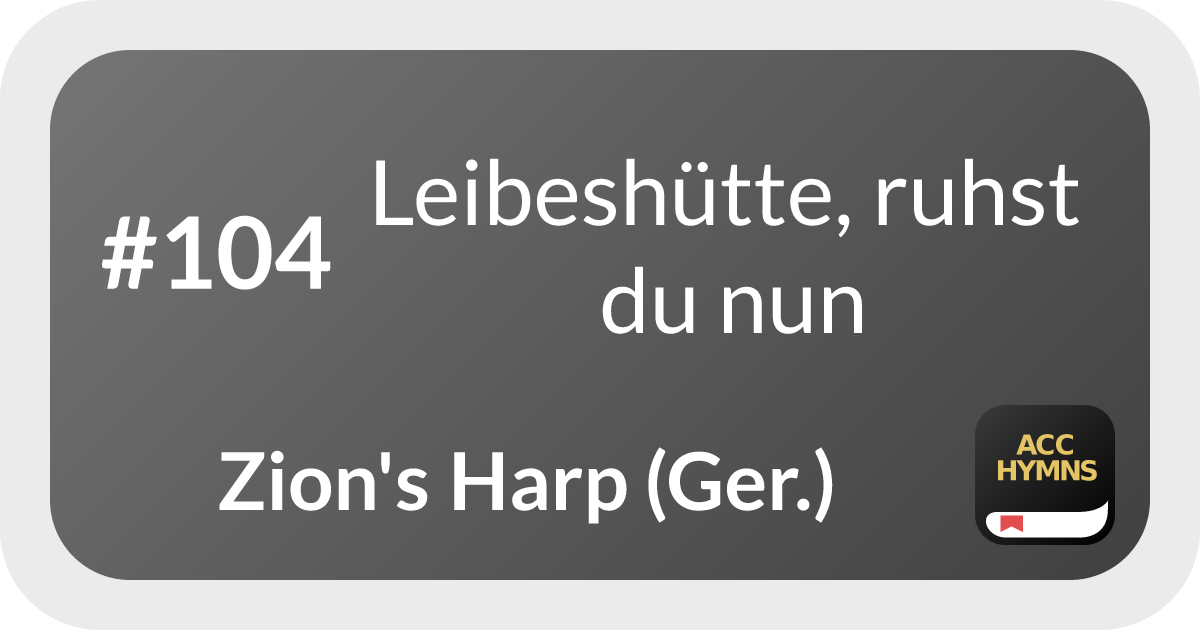 #104
Leibeshütte, ruhst
du nun
Zion's Harp (Ger.)
ACC
HYMNS